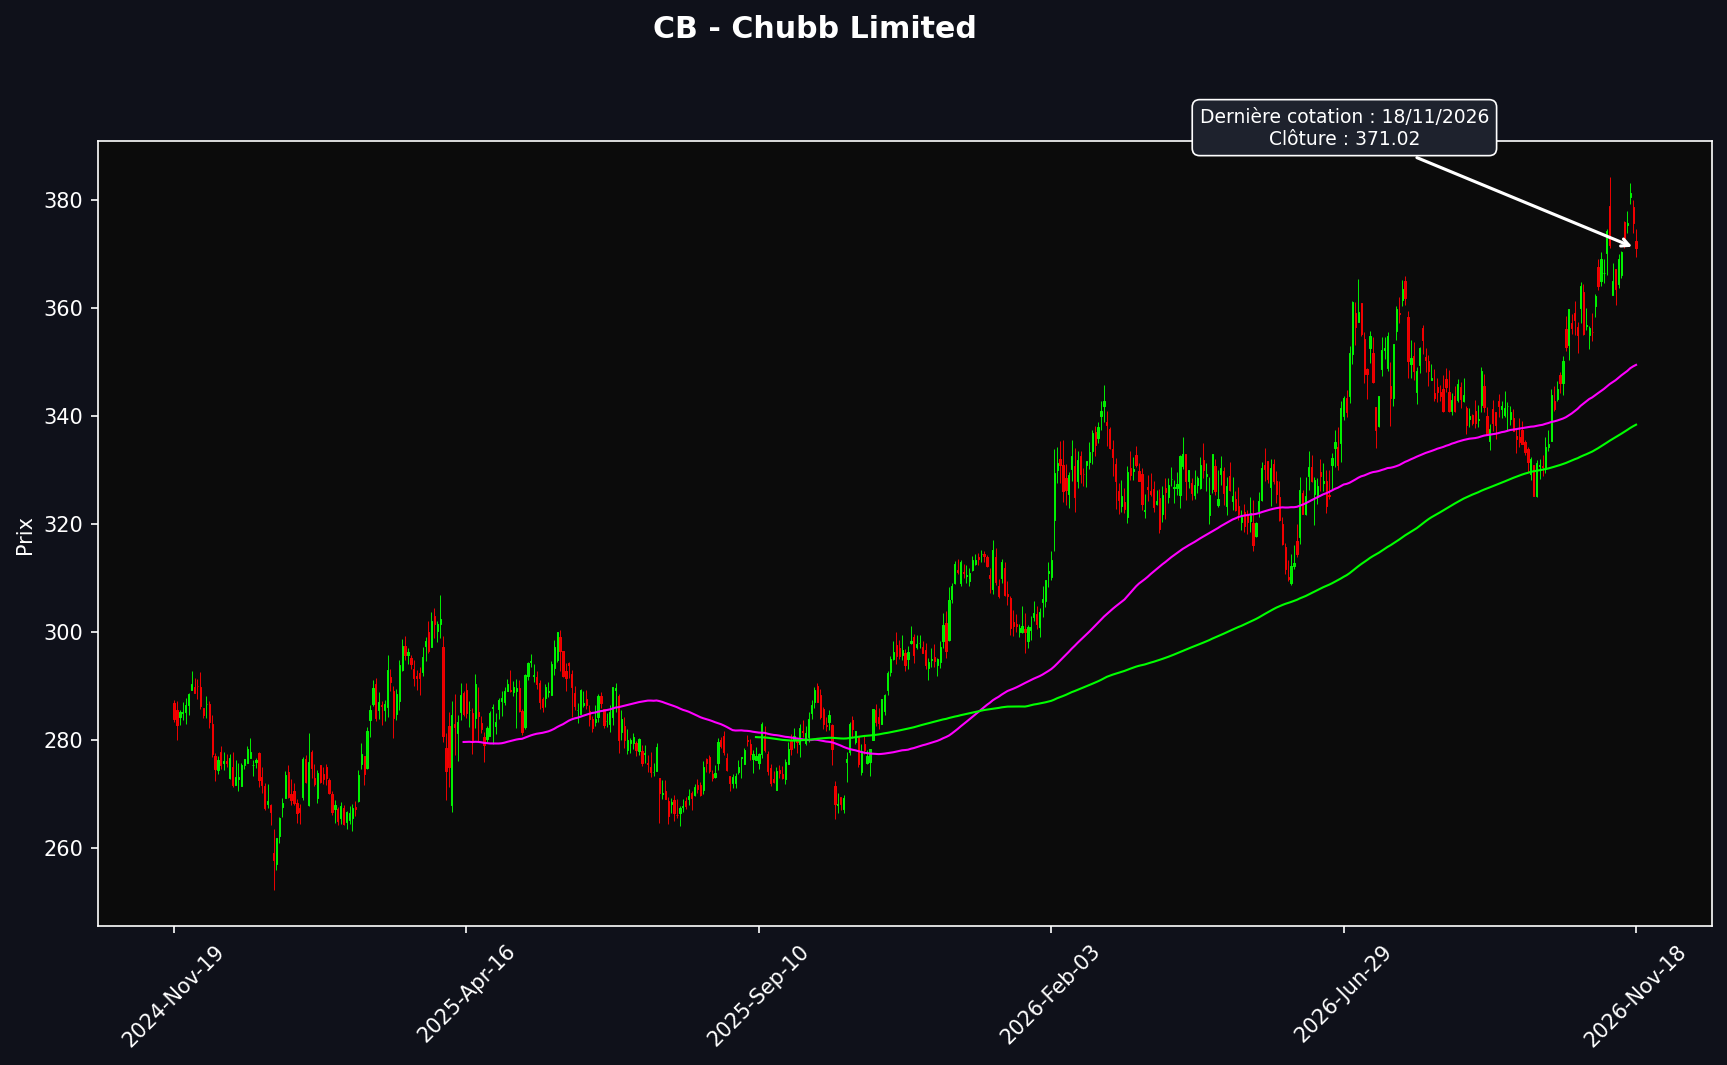 CB - Chubb Limited
Dernière cotation : 18/11/2026
Clôture : 371.02
Prix
380
360
340
320
300
280
260
2024-Nov-19
2025-Apr-16
2025-Sep-10
2026-Feb-03
2026-Jun-29
2026-Nov-18